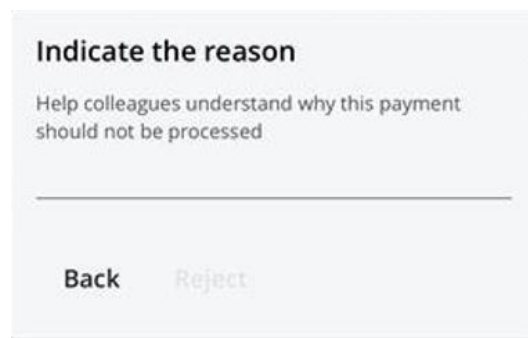 Indicate the reason
Help colleagues understand why this payment
should not be processed
Back Reject